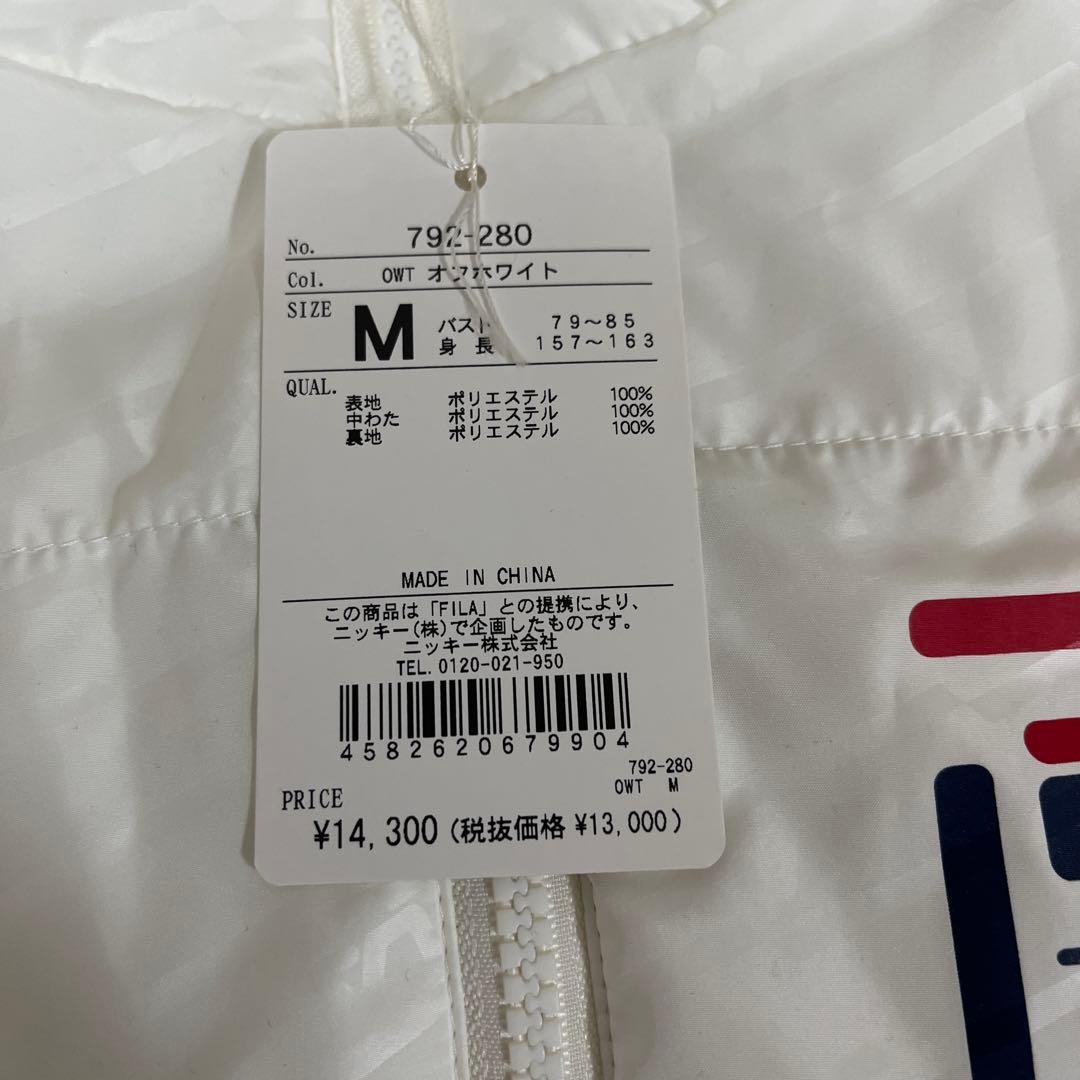 No. 792-280
Col. OWT オフホワイト
SIZE M バスト 79~85
身長 157~163
QUAL. 表地 ポリエステル 100%
中わた ポリエステル 100%
裏地 ポリエステル 100%
MADE IN CHINA
この商品は「FILA」との提携により、
ニッキー(株)で企画したものです。
ニッキー株式会社
TEL. 0120-021-950
4582620679904
792-280
OWT M
PRICE
¥14,300 (税抜価格 ¥13,000)